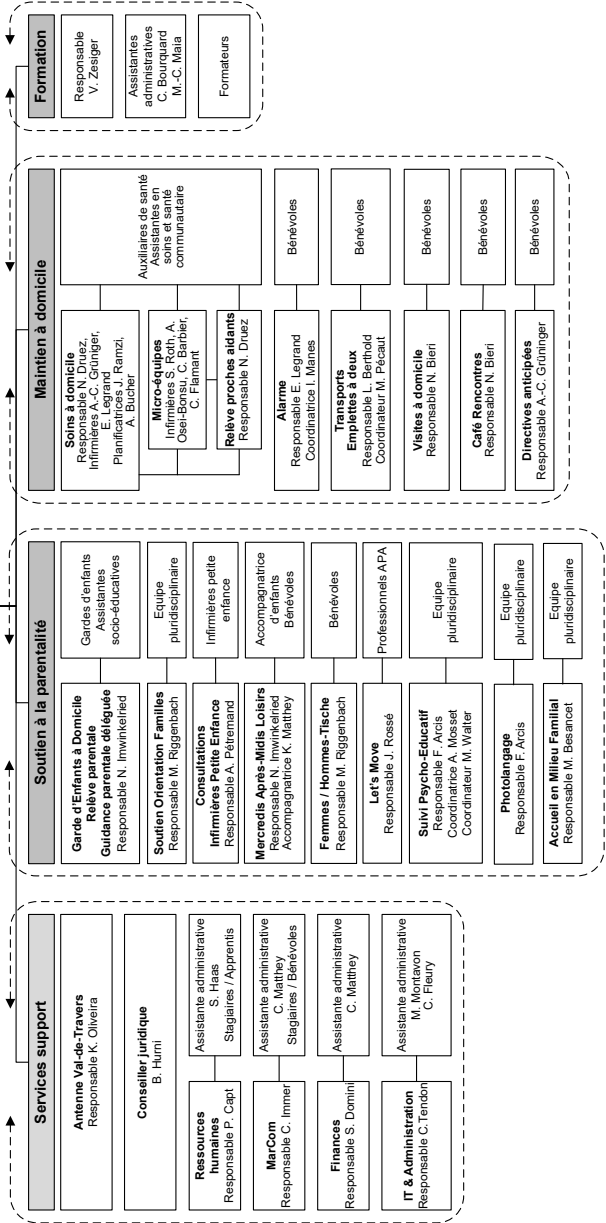 Services support
Antenne Val-de-Travers
Responsable K. Oliveira
Conseiller juridique
B. Hurni
Ressources
humaines
Responsable P. Capt
Assistante administrative
S. Haas
Stagiaires / Apprentis
MarCom
Responsable C. Immer
Assistante administrative
C. Matthey
Stagiaires / Bénévoles
Finances
Responsable S. Domini
Assistante administrative
C. Matthey
IT & Administration
Responsable C.Tendon
Assistante administrative
M. Montavon
C. Fleury
Soutien à la parentalité
Garde d'Enfants à Domicile
Relève parentale
Guidance parentale déléguée
Responsable N. Imwinkelried
Gardes d'enfants
Assistantes
socio-éducatives
Soutien Orientation Familles
Responsable M. Riggenbach
Equipe
pluridisciplinaire
Consultations
Infirmières Petite Enfance
Responsable A. Pétremand
Infirmières petite
enfance
Mercredis Après-Midis Loisirs
Responsable N. Imwinkelried
Accompagnatrice K. Matthey
Accompagnatrice
d'enfants
Bénévoles
Femmes / Hommes-Tische
Responsable M. Riggenbach
Bénévoles
Let's Move
Responsable J. Rossé
Professionnels APA
Suivi Psycho-Educatif
Responsable F. Arcis
Coordinatrice A. Mosset
Coordinateur M. Walter
Equipe
pluridisciplinaire
Photolangage
Responsable F. Arcis
Equipe
pluridisciplinaire
Accueil en Milieu Familial
Responsable M. Besancet
Equipe
pluridisciplinaire
Maintien à domicile
Soins à domicile
Responsable N. Druez,
Infirmières A.-C. Grüniger,
E. Legrand
Planificatrices J. Ramzi,
A. Bucher
Micro-équipes
Infirmières S. Roth, A.
Osei-Bonsu, C. Barbier,
C. Flamant
Relève proches aidants
Responsable N. Druez
Auxiliaires de santé
Assistantes en
soins et santé
communautaire
Alarme
Responsable E. Legrand
Coordinatrice I. Manes
Bénévoles
Transports
Emplettes à deux
Responsable L. Berthold
Coordinateur M. Pécaut
Bénévoles
Visites à domicile
Responsable N. Bieri
Bénévoles
Café Rencontres
Responsable N. Bieri
Bénévoles
Directives anticipées
Responsable A.-C. Grüninger
Bénévoles
Formation
Responsable
V. Zesiger
Assistantes
administratives
C. Bourquard
M.-C. Maia
Formateurs